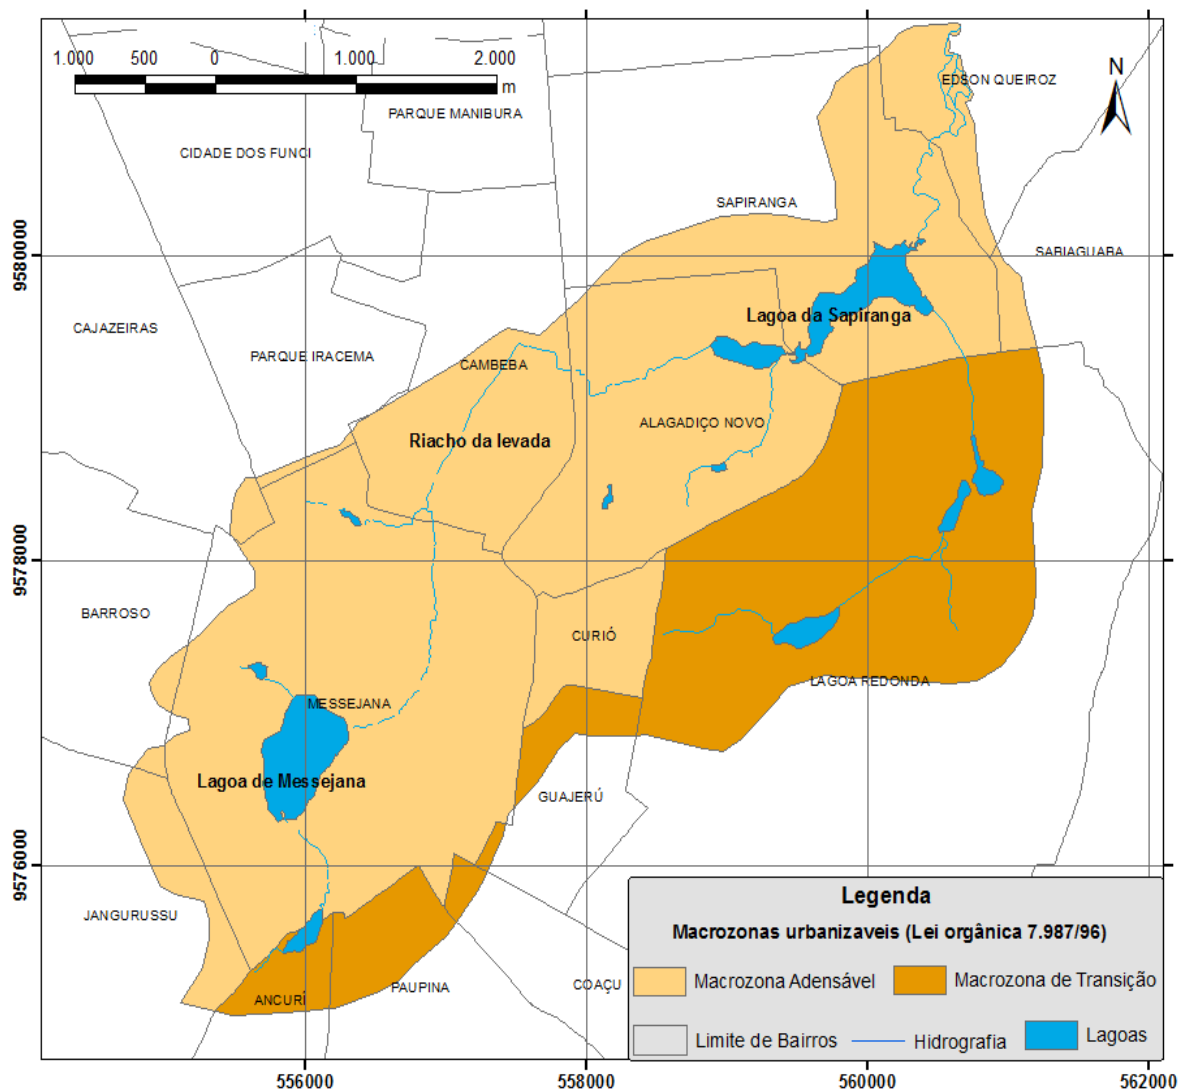 1.000 500 0 1.000 2.000
m
N
EDSON QUEIROZ
PARQUE MANIBURA
CIDADE DOS FUNCI
SAPIRANGA
SABIAGUABA
9580000
Lagoa da Sapiranga
CAJAZEIRAS
PARQUE IRACEMA
CAMBEBA
ALAGADIÇO NOVO
Riacho da levada
9578000
BARROSO
CURIÓ
LAGOA REDONDA
MESSEJANA
Lagoa de Messejana
GUAJERÚ
9576000
JANGURUSSU
ANCURÍ
PAUPINA
COAÇU
Legenda
Macrozonas urbanizaveis (Lei orgânica 7.987/96)
Macrozona Adensável
Macrozona de Transição
Limite de Bairros
Hidrografia
Lagoas
556000 558000 560000 562000